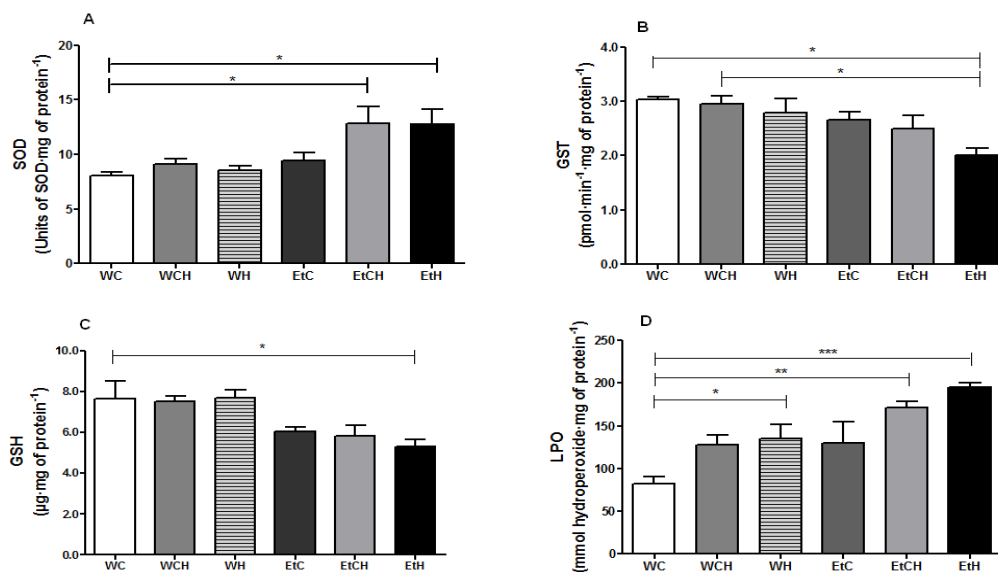 A
SOD
(Units of SOD·mg of protein⁻¹)
20
15
10
5
0
*
*
WC WCH WH EtC EtCH EtH
B
GST
(pmol·min⁻¹·mg of protein⁻¹)
4.0
3.0
2.0
1.0
0.0
*
*
WC WCH WH EtC EtCH EtH
C
GSH
(µg·mg of protein⁻¹)
10.0
8.0
6.0
4.0
2.0
0.0
*
WC WCH WH EtC EtCH EtH
D
LPO
(mmol hydroperoxide·mg of protein⁻¹)
250
200
150
100
50
0
***
**
*
WC WCH WH EtC EtCH EtH